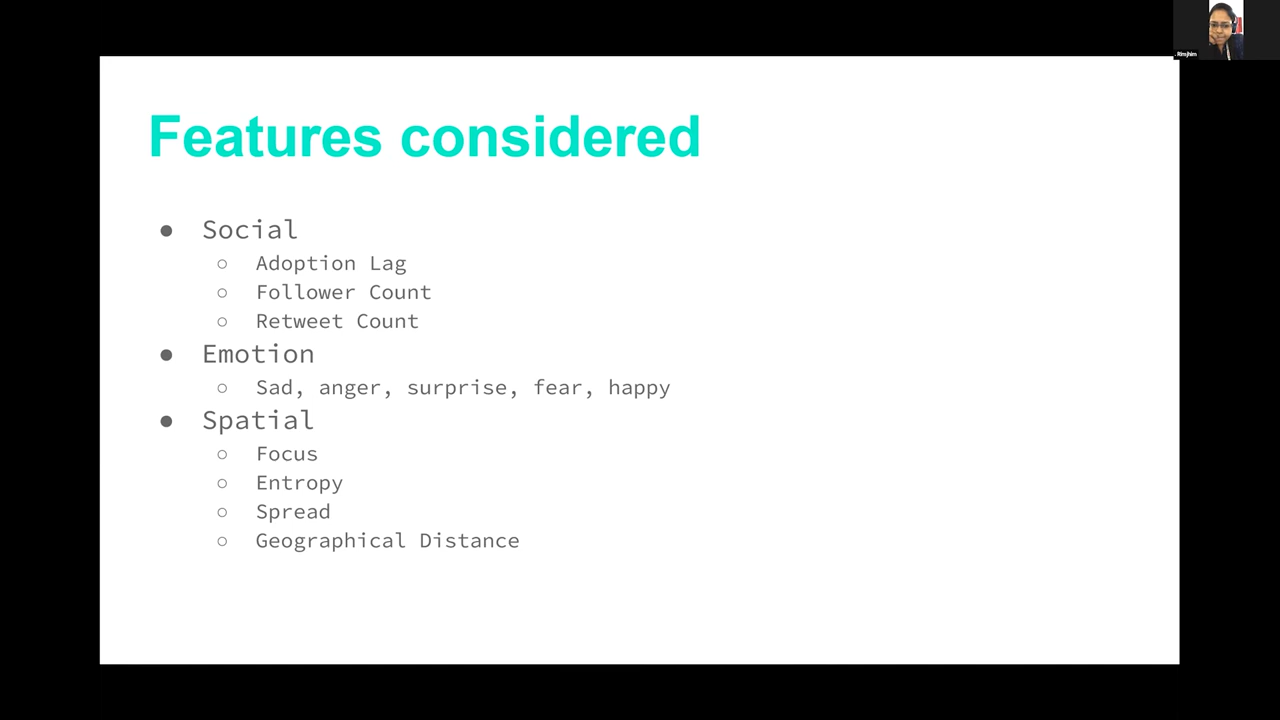 Features considered
● Social
○ Adoption Lag
○ Follower Count
○ Retweet Count
● Emotion
○ Sad, anger, surprise, fear, happy
● Spatial
○ Focus
○ Entropy
○ Spread
○ Geographical Distance
Rimjhim